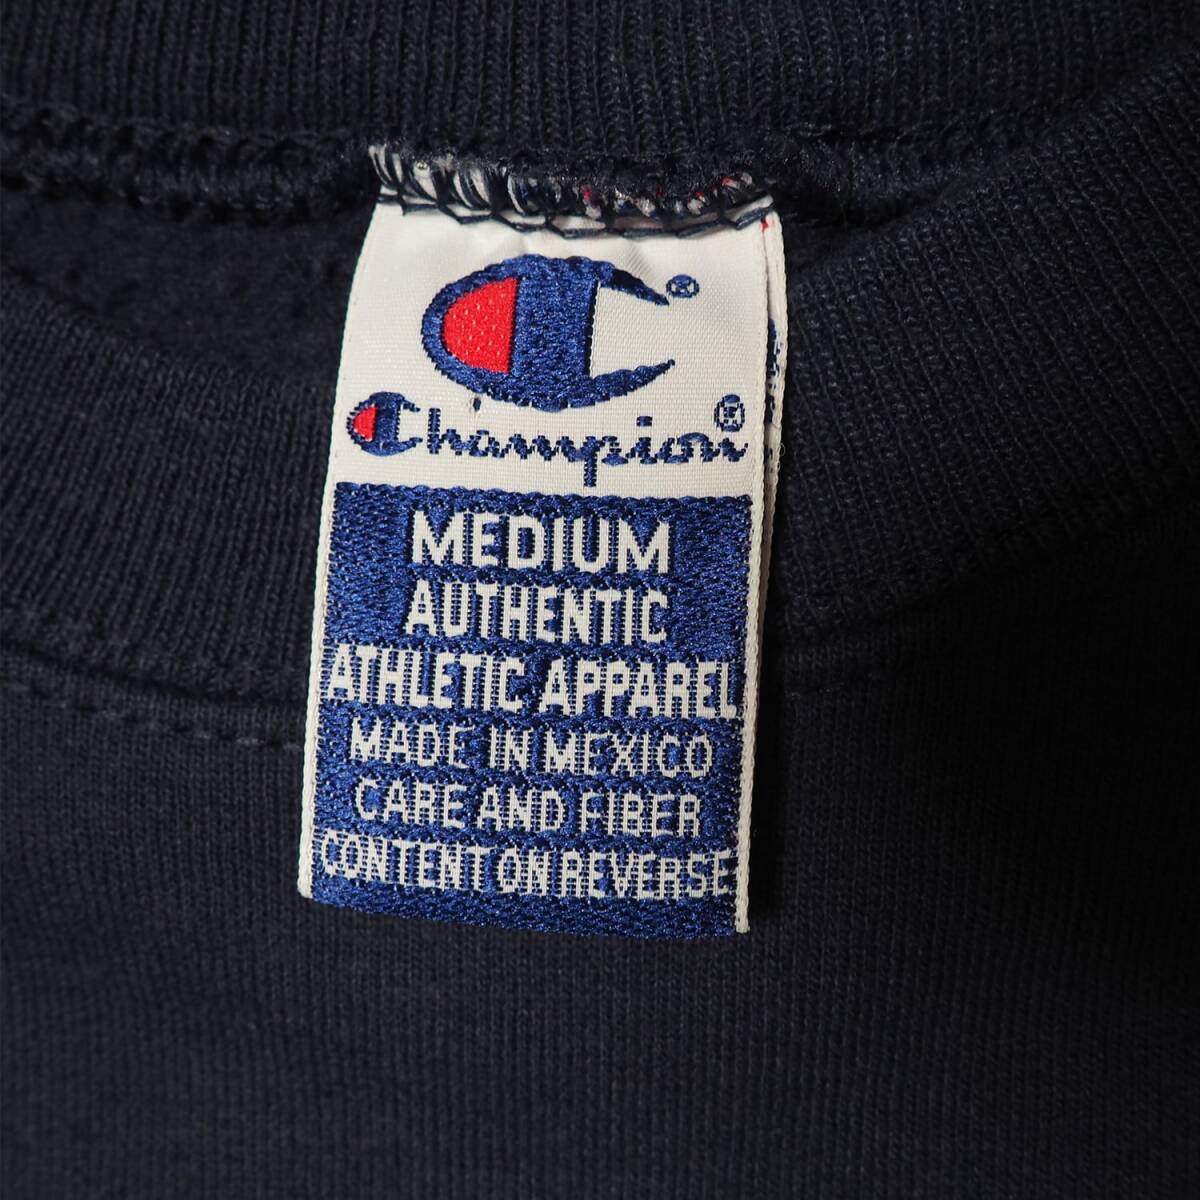 C®
Champion®
MEDIUM
AUTHENTIC
ATHLETIC APPAREL
MADE IN MEXICO
CARE AND FIBER
CONTENT ON REVERSE